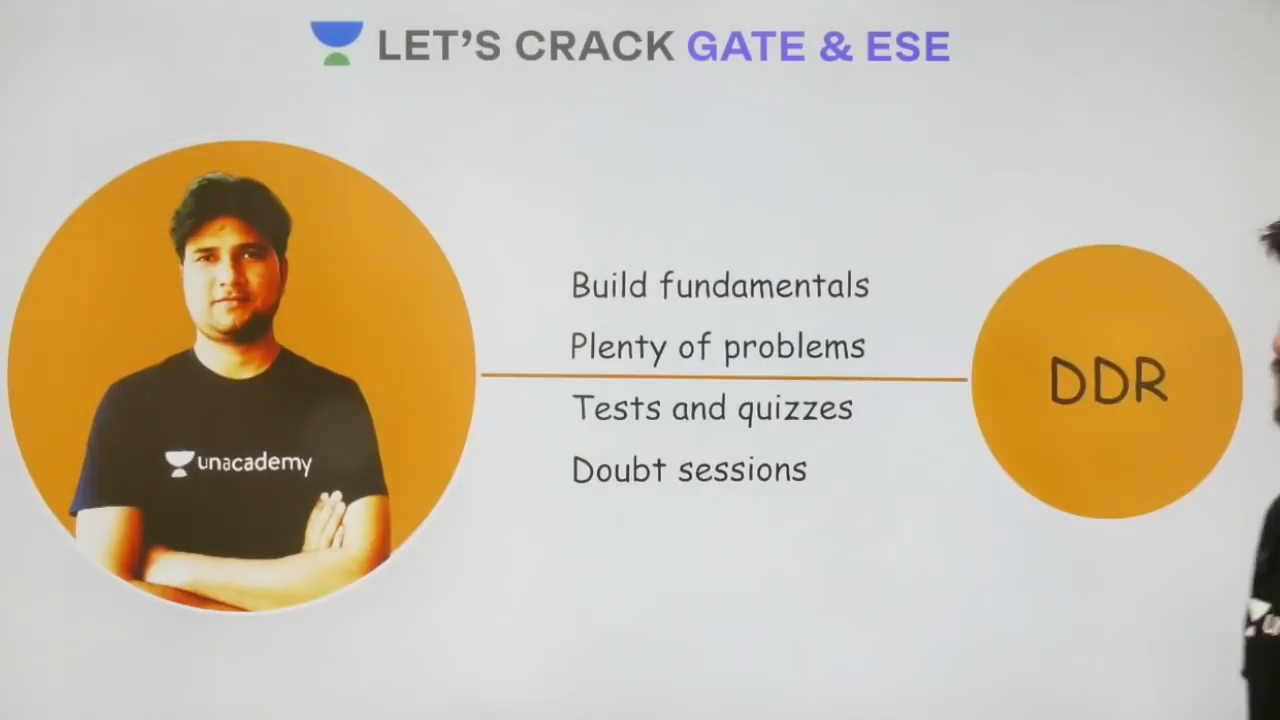 LET'S CRACK GATE & ESE
Build fundamentals
Plenty of problems
Tests and quizzes
Doubt sessions
DDR
unacademy